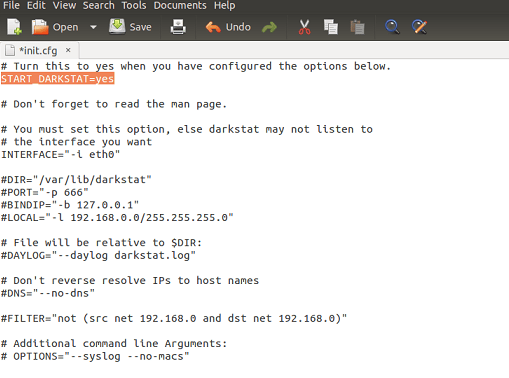 File Edit View Search Tools Documents Help
Open Save Undo
*init.cfg ×
# Turn this to yes when you have configured the options below.
START_DARKSTAT=yes
# Don't forget to read the man page.
# You must set this option, else darkstat may not listen to
# the interface you want
INTERFACE="-i eth0"
#DIR="/var/lib/darkstat"
#PORT="-p 666"
#BINDIP="-b 127.0.0.1"
#LOCAL="-l 192.168.0.0/255.255.255.0"
# File will be relative to $DIR:
#DAYLOG="--daylog darkstat.log"
# Don't reverse resolve IPs to host names
#DNS="--no-dns"
#FILTER="not (src net 192.168.0 and dst net 192.168.0)"
# Additional command line Arguments:
# OPTIONS="--syslog --no-macs"